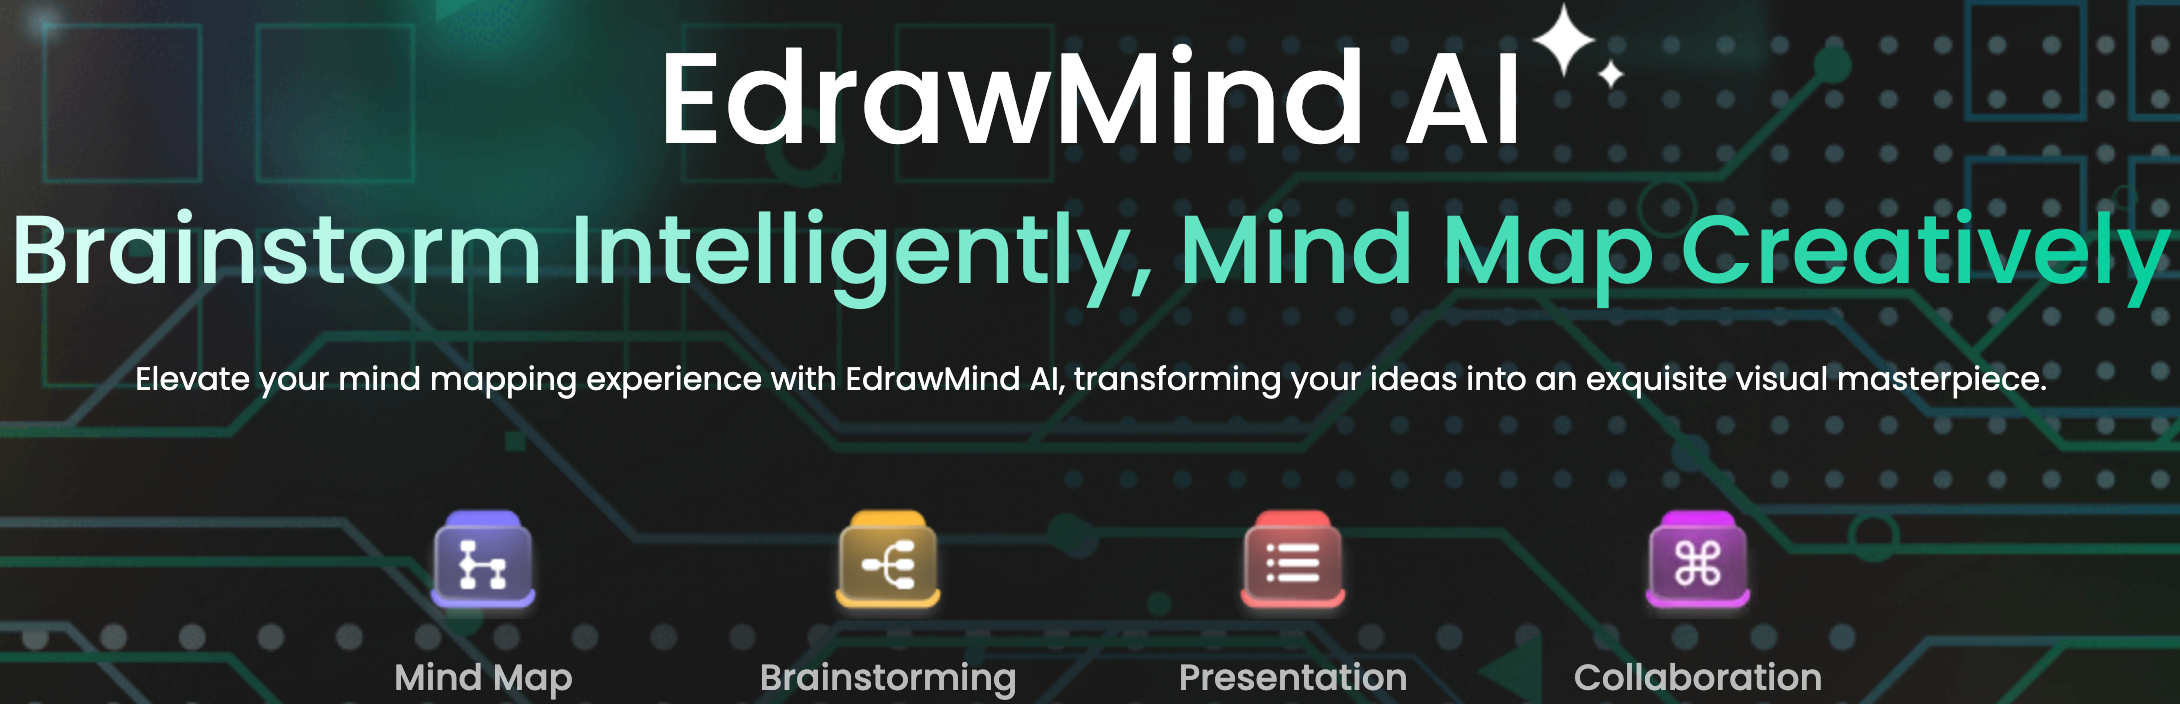 EdrawMind AI
Brainstorm Intelligently, Mind Map Creatively
Elevate your mind mapping experience with EdrawMind AI, transforming your ideas into an exquisite visual masterpiece.
Mind Map
Brainstorming
Presentation
Collaboration